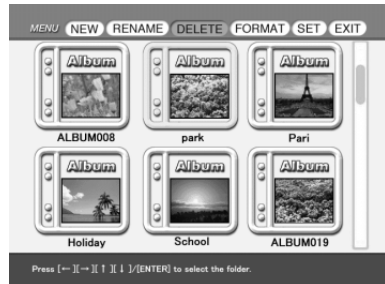 MENU NEW RENAME DELETE FORMAT SET EXIT
Album Album Album
ALBUM008 park Pari
Album Album Album
Holiday School ALBUM019
Press [←][→][↑][↓]/[ENTER] to select the folder.